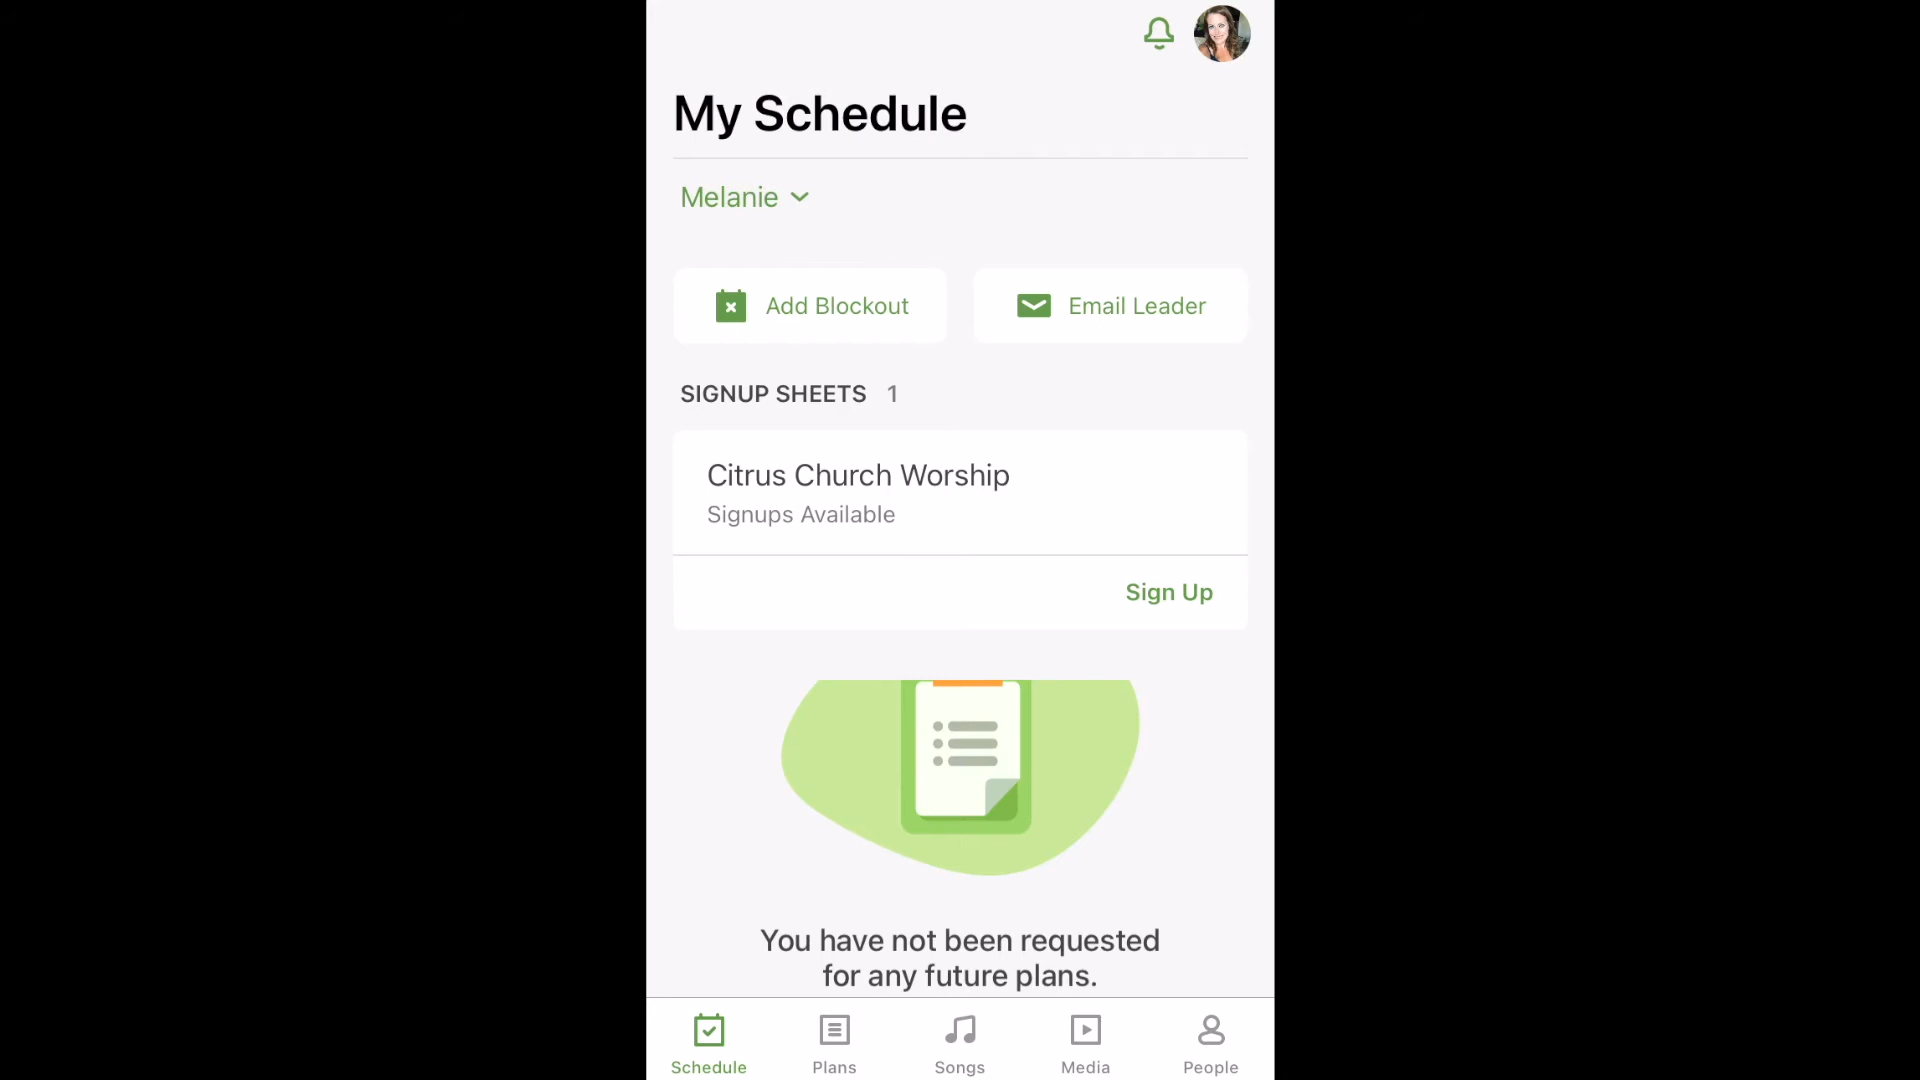 My Schedule
Melanie
Add Blockout
Email Leader
SIGNUP SHEETS 1
Citrus Church Worship
Signups Available
Sign Up
You have not been requested
for any future plans.
Schedule
Plans
Songs
Media
People